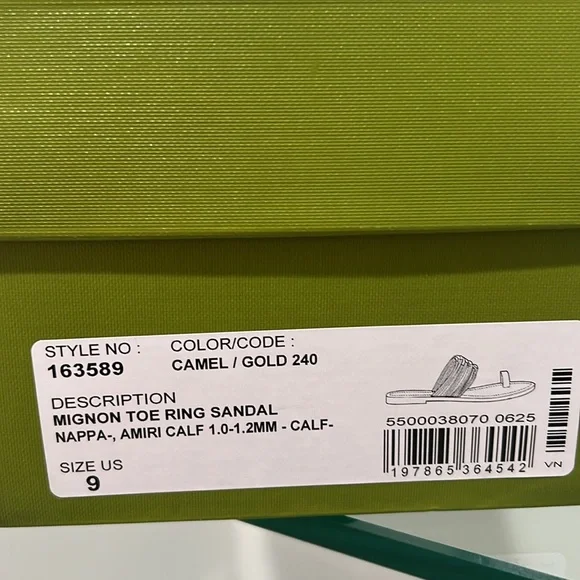 STYLE NO : COLOR/CODE :
163589 CAMEL / GOLD 240
DESCRIPTION
MIGNON TOE RING SANDAL
NAPPA-, AMIRI CALF 1.0-1.2MM - CALF-
5500038070 0625
SIZE US
9
197865 364542
VN